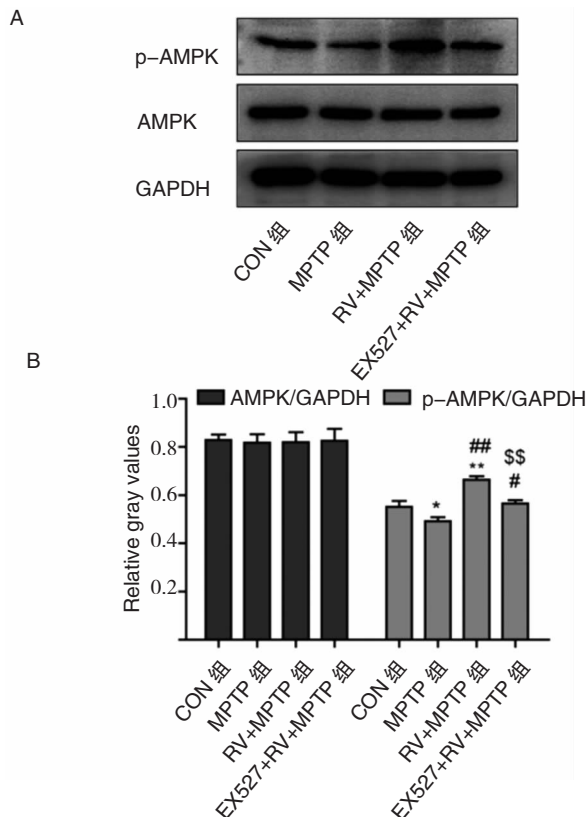 A
p-AMPK
AMPK
GAPDH
CON 组
MPTP 组
RV+MPTP 组
EX527+RV+MPTP 组
B
AMPK/GAPDH
p-AMPK/GAPDH
Relative gray values
1.0
0.8
0.6
0.4
0.2
*
##
**
$$
#
CON 组
MPTP 组
RV+MPTP 组
EX527+RV+MPTP 组
CON 组
MPTP 组
RV+MPTP 组
EX527+RV+MPTP 组